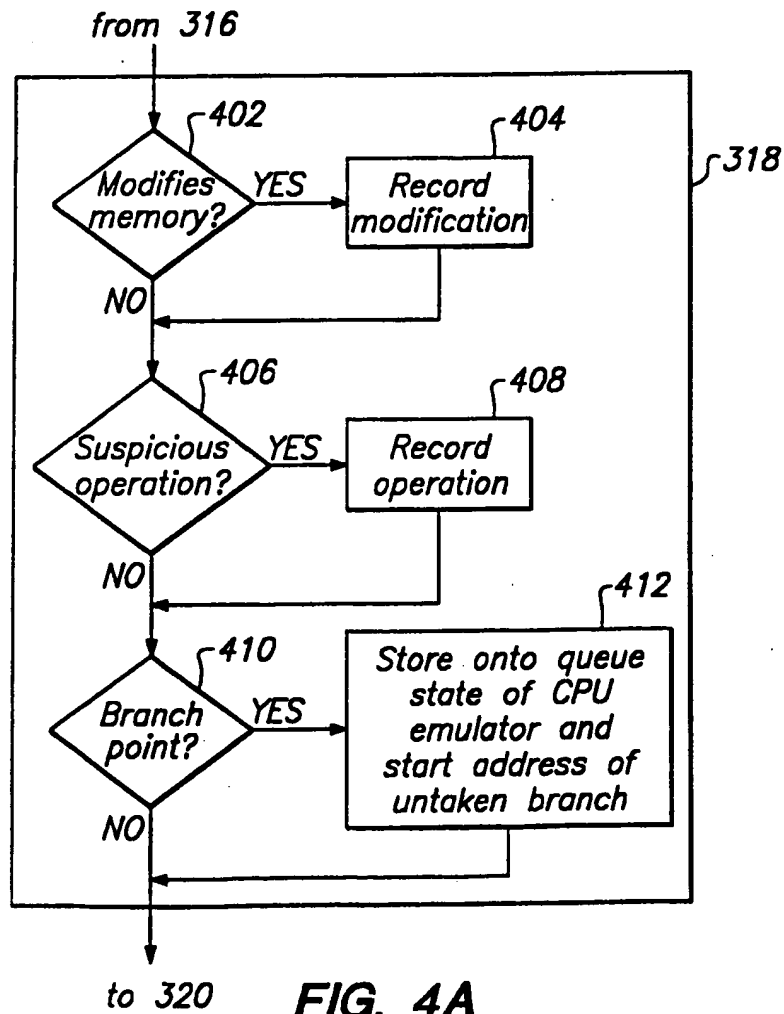 from 316
402
404
318
Modifies
memory?
YES
Record
modification
NO
406
408
Suspicious
operation?
YES
Record
operation
NO
410
412
Branch
point?
YES
Store onto queue
state of CPU
emulator and
start address of
untaken branch
NO
to 320
FIG. 4A